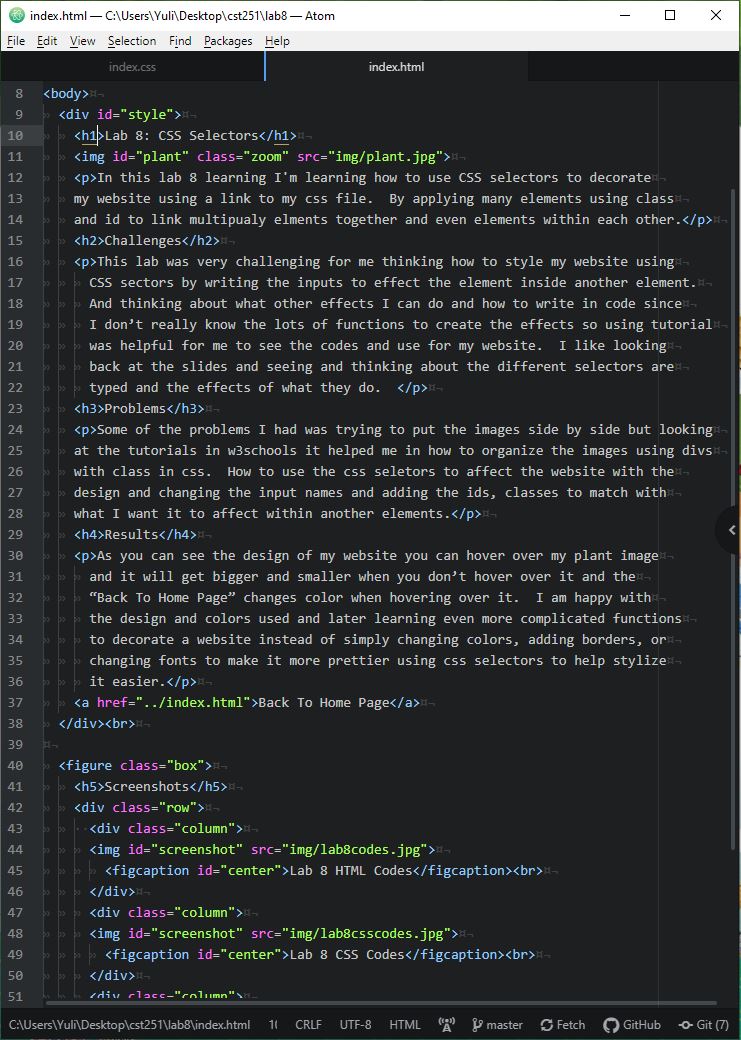 index.html — C:\Users\Yuli\Desktop\cst251\lab8 — Atom
File Edit View Selection Find Packages Help
index.css index.html
8 <body>
9 <div id="style">
10 <h1>Lab 8: CSS Selectors</h1>
11 <img id="plant" class="zoom" src="img/plant.jpg">
12 <p>In this lab 8 learning I'm learning how to use CSS selectors to decorate
13 my website using a link to my css file.  By applying many elements using class
14 and id to link multipualy elments together and even elements within each other.</p>
15 <h2>Challenges</h2>
16 <p>This lab was very challenging for me thinking how to style my website using
17 CSS sectors by writing the inputs to effect the element inside another element.
18 And thinking about what other effects I can do and how to write in code since
19 I don’t really know the lots of functions to create the effects so using tutorial
20 was helpful for me to see the codes and use for my website.  I like looking
21 back at the slides and seeing and thinking about the different selectors are
22 typed and the effects of what they do.  </p>
23 <h3>Problems</h3>
24 <p>Some of the problems I had was trying to put the images side by side but looking
25 at the tutorials in w3schools it helped me in how to organize the images using divs
26 with class in css.  How to use the css seletors to affect the website with the
27 design and changing the input names and adding the ids, classes to match with
28 what I want it to affect within another elements.</p>
29 <h4>Results</h4>
30 <p>As you can see the design of my website you can hover over my plant image
31 and it will get bigger and smaller when you don’t hover over it and the
32 “Back To Home Page” changes color when hovering over it.  I am happy with
33 the design and colors used and later learning even more complicated functions
34 to decorate a website instead of simply changing colors, adding borders, or
35 changing fonts to make it more prettier using css selectors to help stylize
36 it easier.</p>
37 <a href="../index.html">Back To Home Page</a>
38 </div><br>
39
40 <figure class="box">
41 <h5>Screenshots</h5>
42 <div class="row">
43 <div class="column">
44 <img id="screenshot" src="img/lab8codes.jpg">
45 <figcaption id="center">Lab 8 HTML Codes</figcaption><br>
46 </div>
47 <div class="column">
48 <img id="screenshot" src="img/lab8csscodes.jpg">
49 <figcaption id="center">Lab 8 CSS Codes</figcaption><br>
50 </div>
51 <div class="column">
C:\Users\Yuli\Desktop\cst251\lab8\index.html 10 CRLF UTF-8 HTML master Fetch GitHub Git (7)